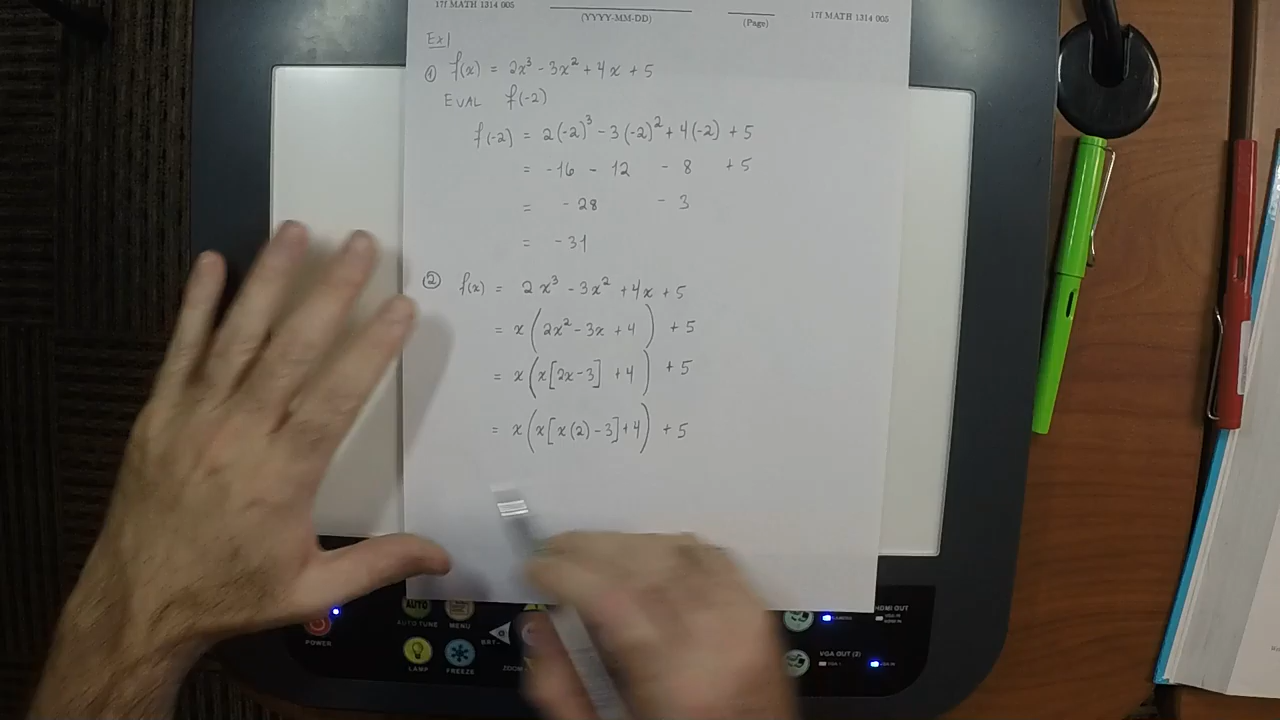 17f MATH 1314 005
(YYYY-MM-DD)
(Page)
17f MATH 1314 005
Ex1
① f(x) = 2x³ - 3x² + 4x + 5
EVAL f(-2)
f(-2) = 2(-2)³ - 3(-2)² + 4(-2) + 5
= -16 - 12 - 8 + 5
= -28 - 3
= -31
② f(x) = 2x³ - 3x² + 4x + 5
= x(2x² - 3x + 4) + 5
= x(x[2x-3] + 4) + 5
= x(x[x(2)-3]+4) + 5
POWER
AUTO
AUTO TUNE
MENU
LAMP
FREEZE
BRT-
ZOOM
HDMI OUT
VGA OUT (2)